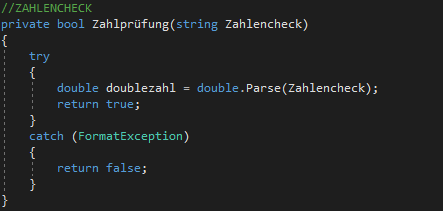 //ZAHLENCHECK
private bool Zahlprüfung(string Zahlencheck)
{
    try
    {
        double doublezahl = double.Parse(Zahlencheck);
        return true;
    }
    catch (FormatException)
    {
        return false;
    }
}